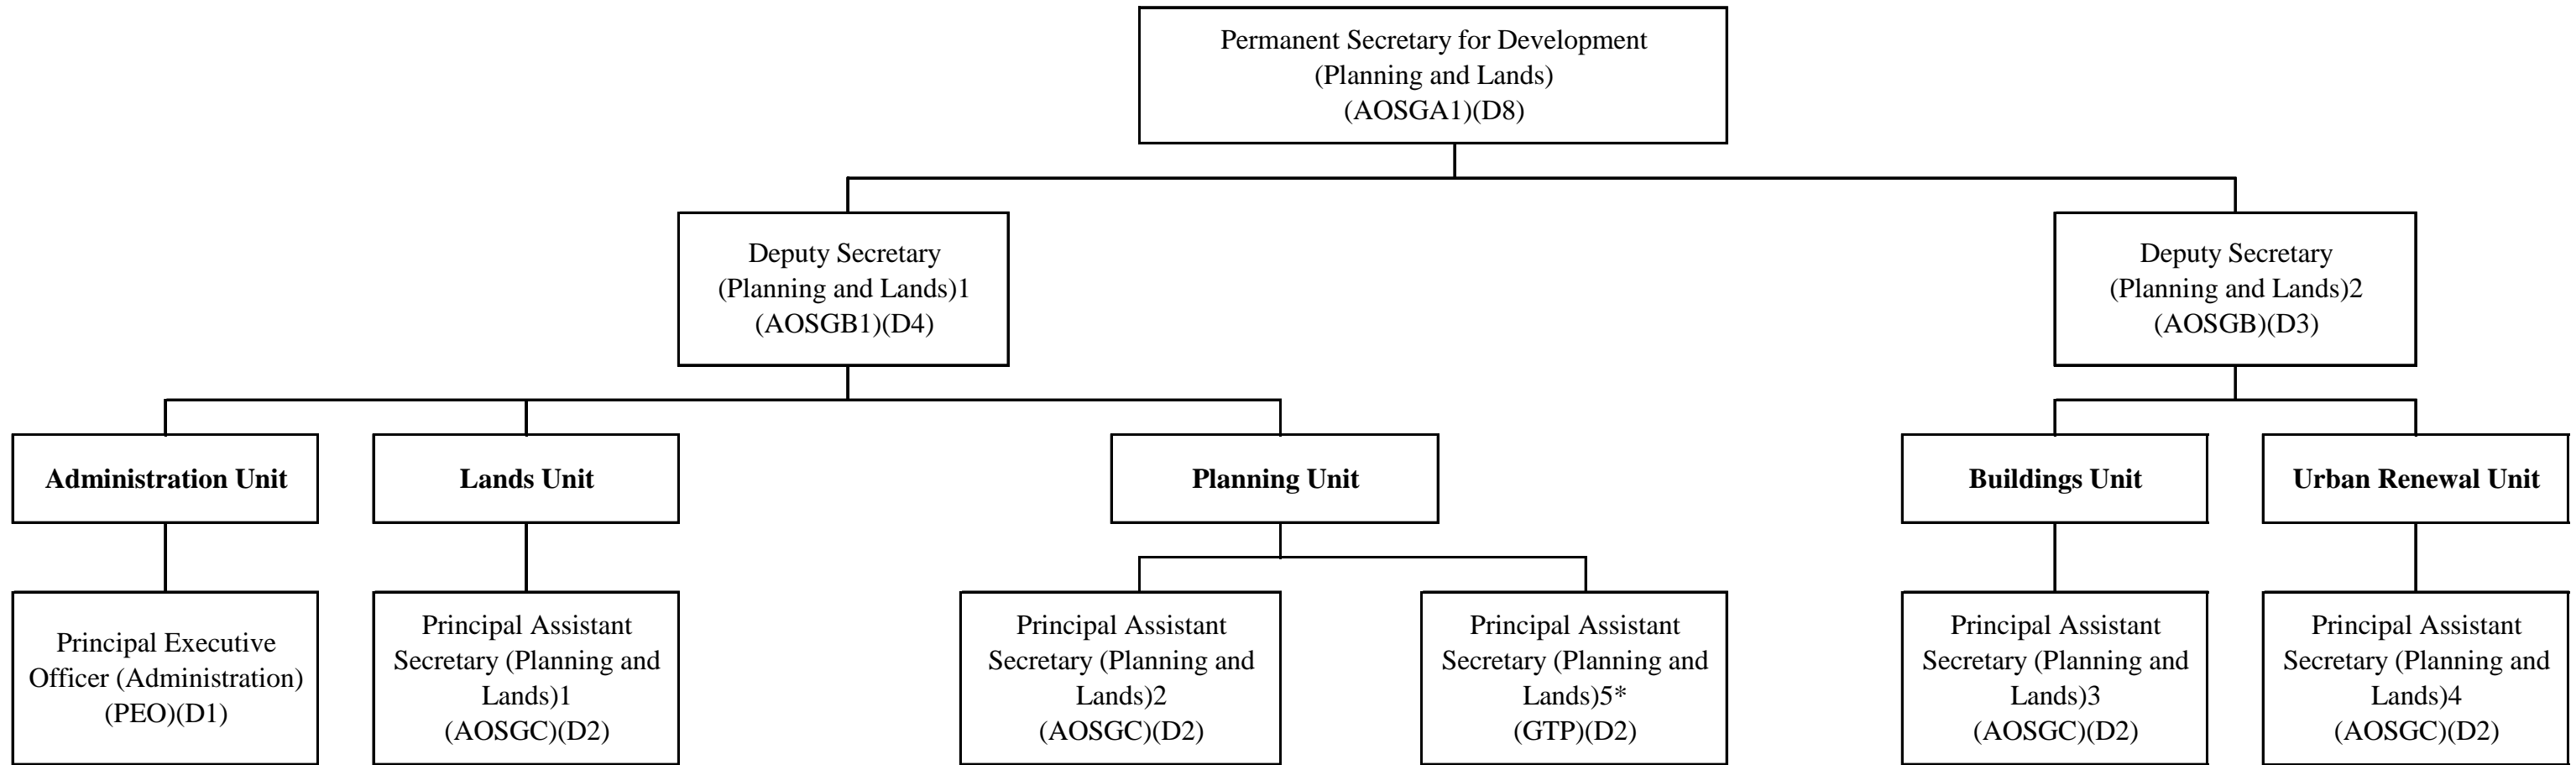 Permanent Secretary for Development
(Planning and Lands)
(AOSGA1)(D8)
Deputy Secretary
(Planning and Lands)1
(AOSGB1)(D4)
Deputy Secretary
(Planning and Lands)2
(AOSGB)(D3)
Administration Unit
Lands Unit
Planning Unit
Buildings Unit
Urban Renewal Unit
Principal Executive
Officer (Administration)
(PEO)(D1)
Principal Assistant
Secretary (Planning and
Lands)1
(AOSGC)(D2)
Principal Assistant
Secretary (Planning and
Lands)2
(AOSGC)(D2)
Principal Assistant
Secretary (Planning and
Lands)5*
(GTP)(D2)
Principal Assistant
Secretary (Planning and
Lands)3
(AOSGC)(D2)
Principal Assistant
Secretary (Planning and
Lands)4
(AOSGC)(D2)